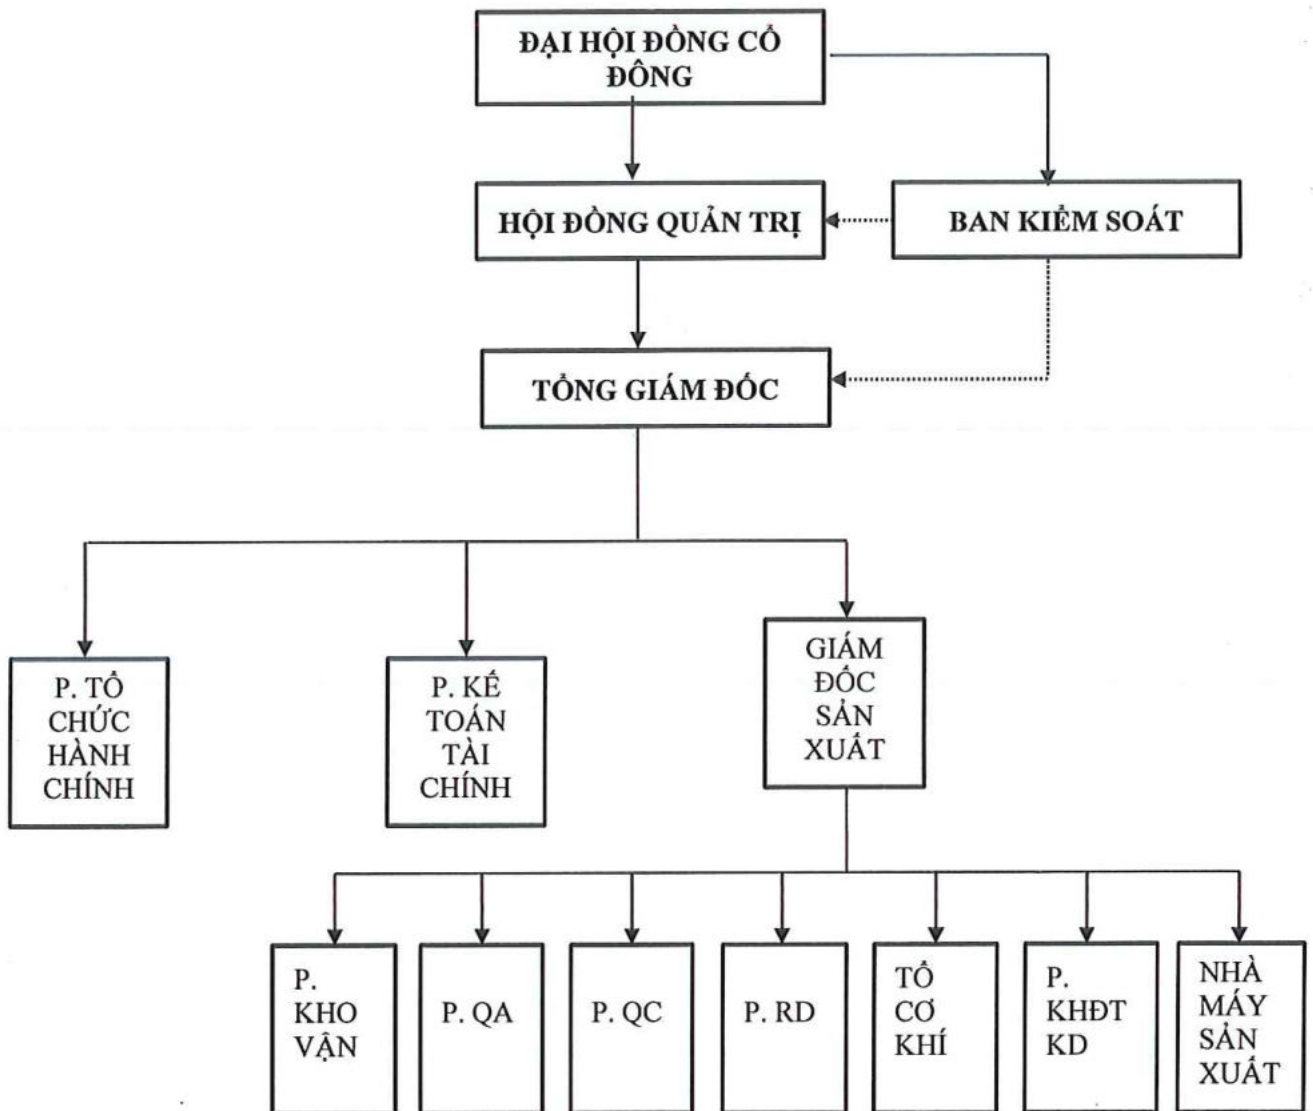 ĐẠI HỘI ĐỒNG CỔ
ĐÔNG
HỘI ĐỒNG QUẢN TRỊ
BAN KIỂM SOÁT
TỔNG GIÁM ĐỐC
P. TỔ
CHỨC
HÀNH
CHÍNH
P. KẾ
TOÁN
TÀI
CHÍNH
GIÁM
ĐỐC
SẢN
XUẤT
P.
KHO
VẬN
P. QA
P. QC
P. RD
TỔ
CƠ
KHÍ
P.
KHĐT
KD
NHÀ
MÁY
SẢN
XUẤT